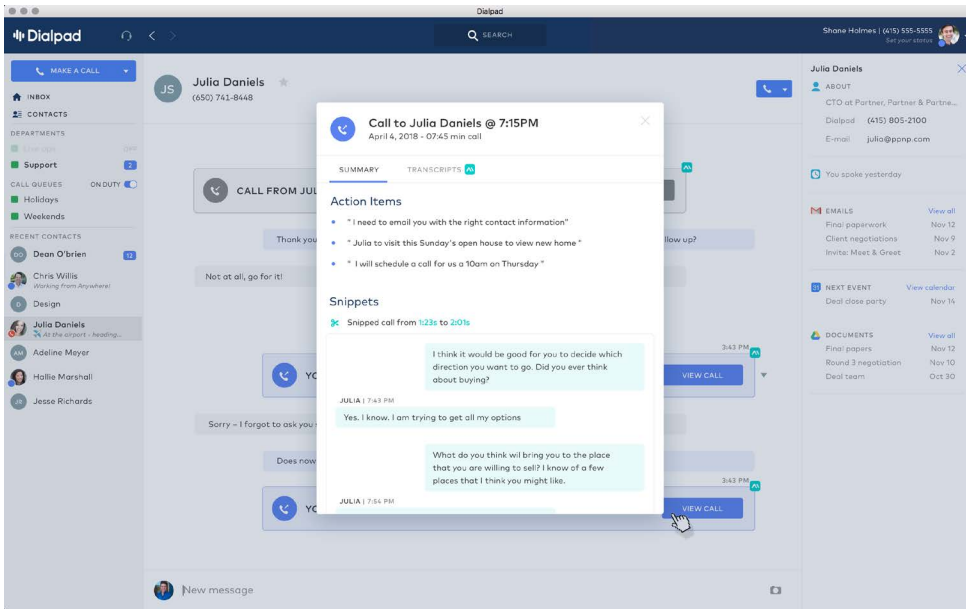 Dialpad
Dialpad
SEARCH
Shane Holmes | (415) 555-5555
Set your status
MAKE A CALL
INBOX
CONTACTS
DEPARTMENTS
OFF
Support 2
CALL QUEUES ON DUTY
Holidays
Weekends
RECENT CONTACTS
DO Dean O'brien 12
Chris Willis
Working from Anywhere!
D Design
Julia Daniels
At the airport - heading...
AM Adeline Meyer
Hallie Marshall
JR Jesse Richards
JS
Julia Daniels
(650) 741-8448
CALL FROM JUL
Thank you
llow up?
Not at all, go for it!
3:43 PM
YO
VIEW CALL
Sorry – I forgot to ask you
Does now
3:43 PM
YO
VIEW CALL
New message
Call to Julia Daniels @ 7:15PM
April 4, 2018 - 07:45 min call
SUMMARY
TRANSCRIPTS
Action Items
" I need to email you with the right contact information"
" Julia to visit this Sunday's open house to view new home "
" I will schedule a call for us a 10am on Thursday "
Snippets
Snipped call from 1:23s to 2:01s
I think it would be good for you to decide which
direction you want to go. Did you ever think
about buying?
JULIA | 7:43 PM
Yes. I know. I am trying to get all my options
What do you think wil bring you to the place
that you are willing to sell? I know of a few
places that I think you might like.
JULIA | 7:54 PM
Julia Daniels
ABOUT
CTO at Partner, Partner & Partne...
Dialpad (415) 805-2100
E-mail julia@ppnp.com
You spoke yesterday
EMAILS View all
Final paperwork Nov 12
Client negotiations Nov 9
Invite: Meet & Greet Nov 2
31 NEXT EVENT View calendar
Deal close party Nov 14
DOCUMENTS View all
Final papers Nov 12
Round 3 negotiation Nov 10
Deal team Oct 30